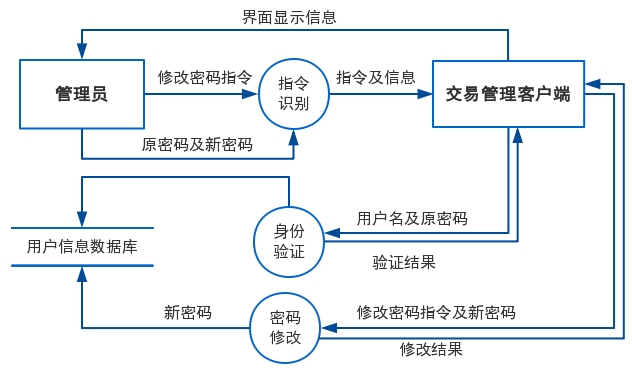 界面显示信息
管理员
修改密码指令
指令
识别
指令及信息
交易管理客户端
原密码及新密码
用户名及原密码
身份
验证
用户信息数据库
验证结果
新密码
密码
修改
修改密码指令及新密码
修改结果